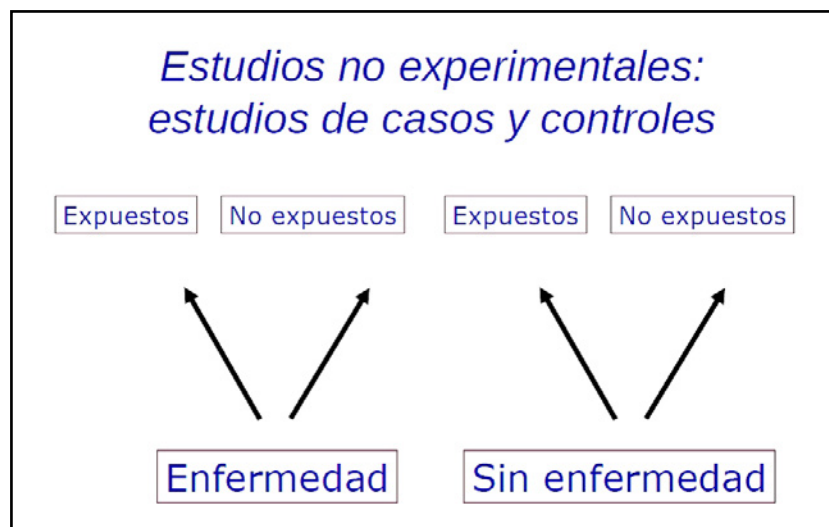 Estudios no experimentales:
estudios de casos y controles
Expuestos
No expuestos
Expuestos
No expuestos
Enfermedad
Sin enfermedad